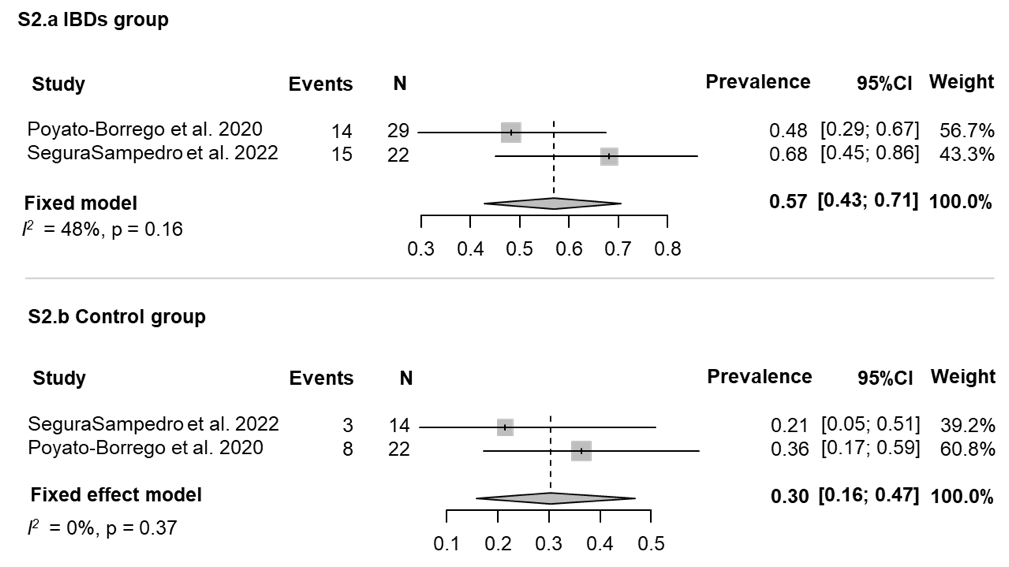 S2.a IBDs group
Study Events N Prevalence 95%CI Weight
Poyato-Borrego et al. 2020 14 29 0.48 [0.29; 0.67] 56.7%
SeguraSampedro et al. 2022 15 22 0.68 [0.45; 0.86] 43.3%
Fixed model 0.57 [0.43; 0.71] 100.0%
I² = 48%, p = 0.16
0.3 0.4 0.5 0.6 0.7 0.8
S2.b Control group
Study Events N Prevalence 95%CI Weight
SeguraSampedro et al. 2022 3 14 0.21 [0.05; 0.51] 39.2%
Poyato-Borrego et al. 2020 8 22 0.36 [0.17; 0.59] 60.8%
Fixed effect model 0.30 [0.16; 0.47] 100.0%
I² = 0%, p = 0.37
0.1 0.2 0.3 0.4 0.5